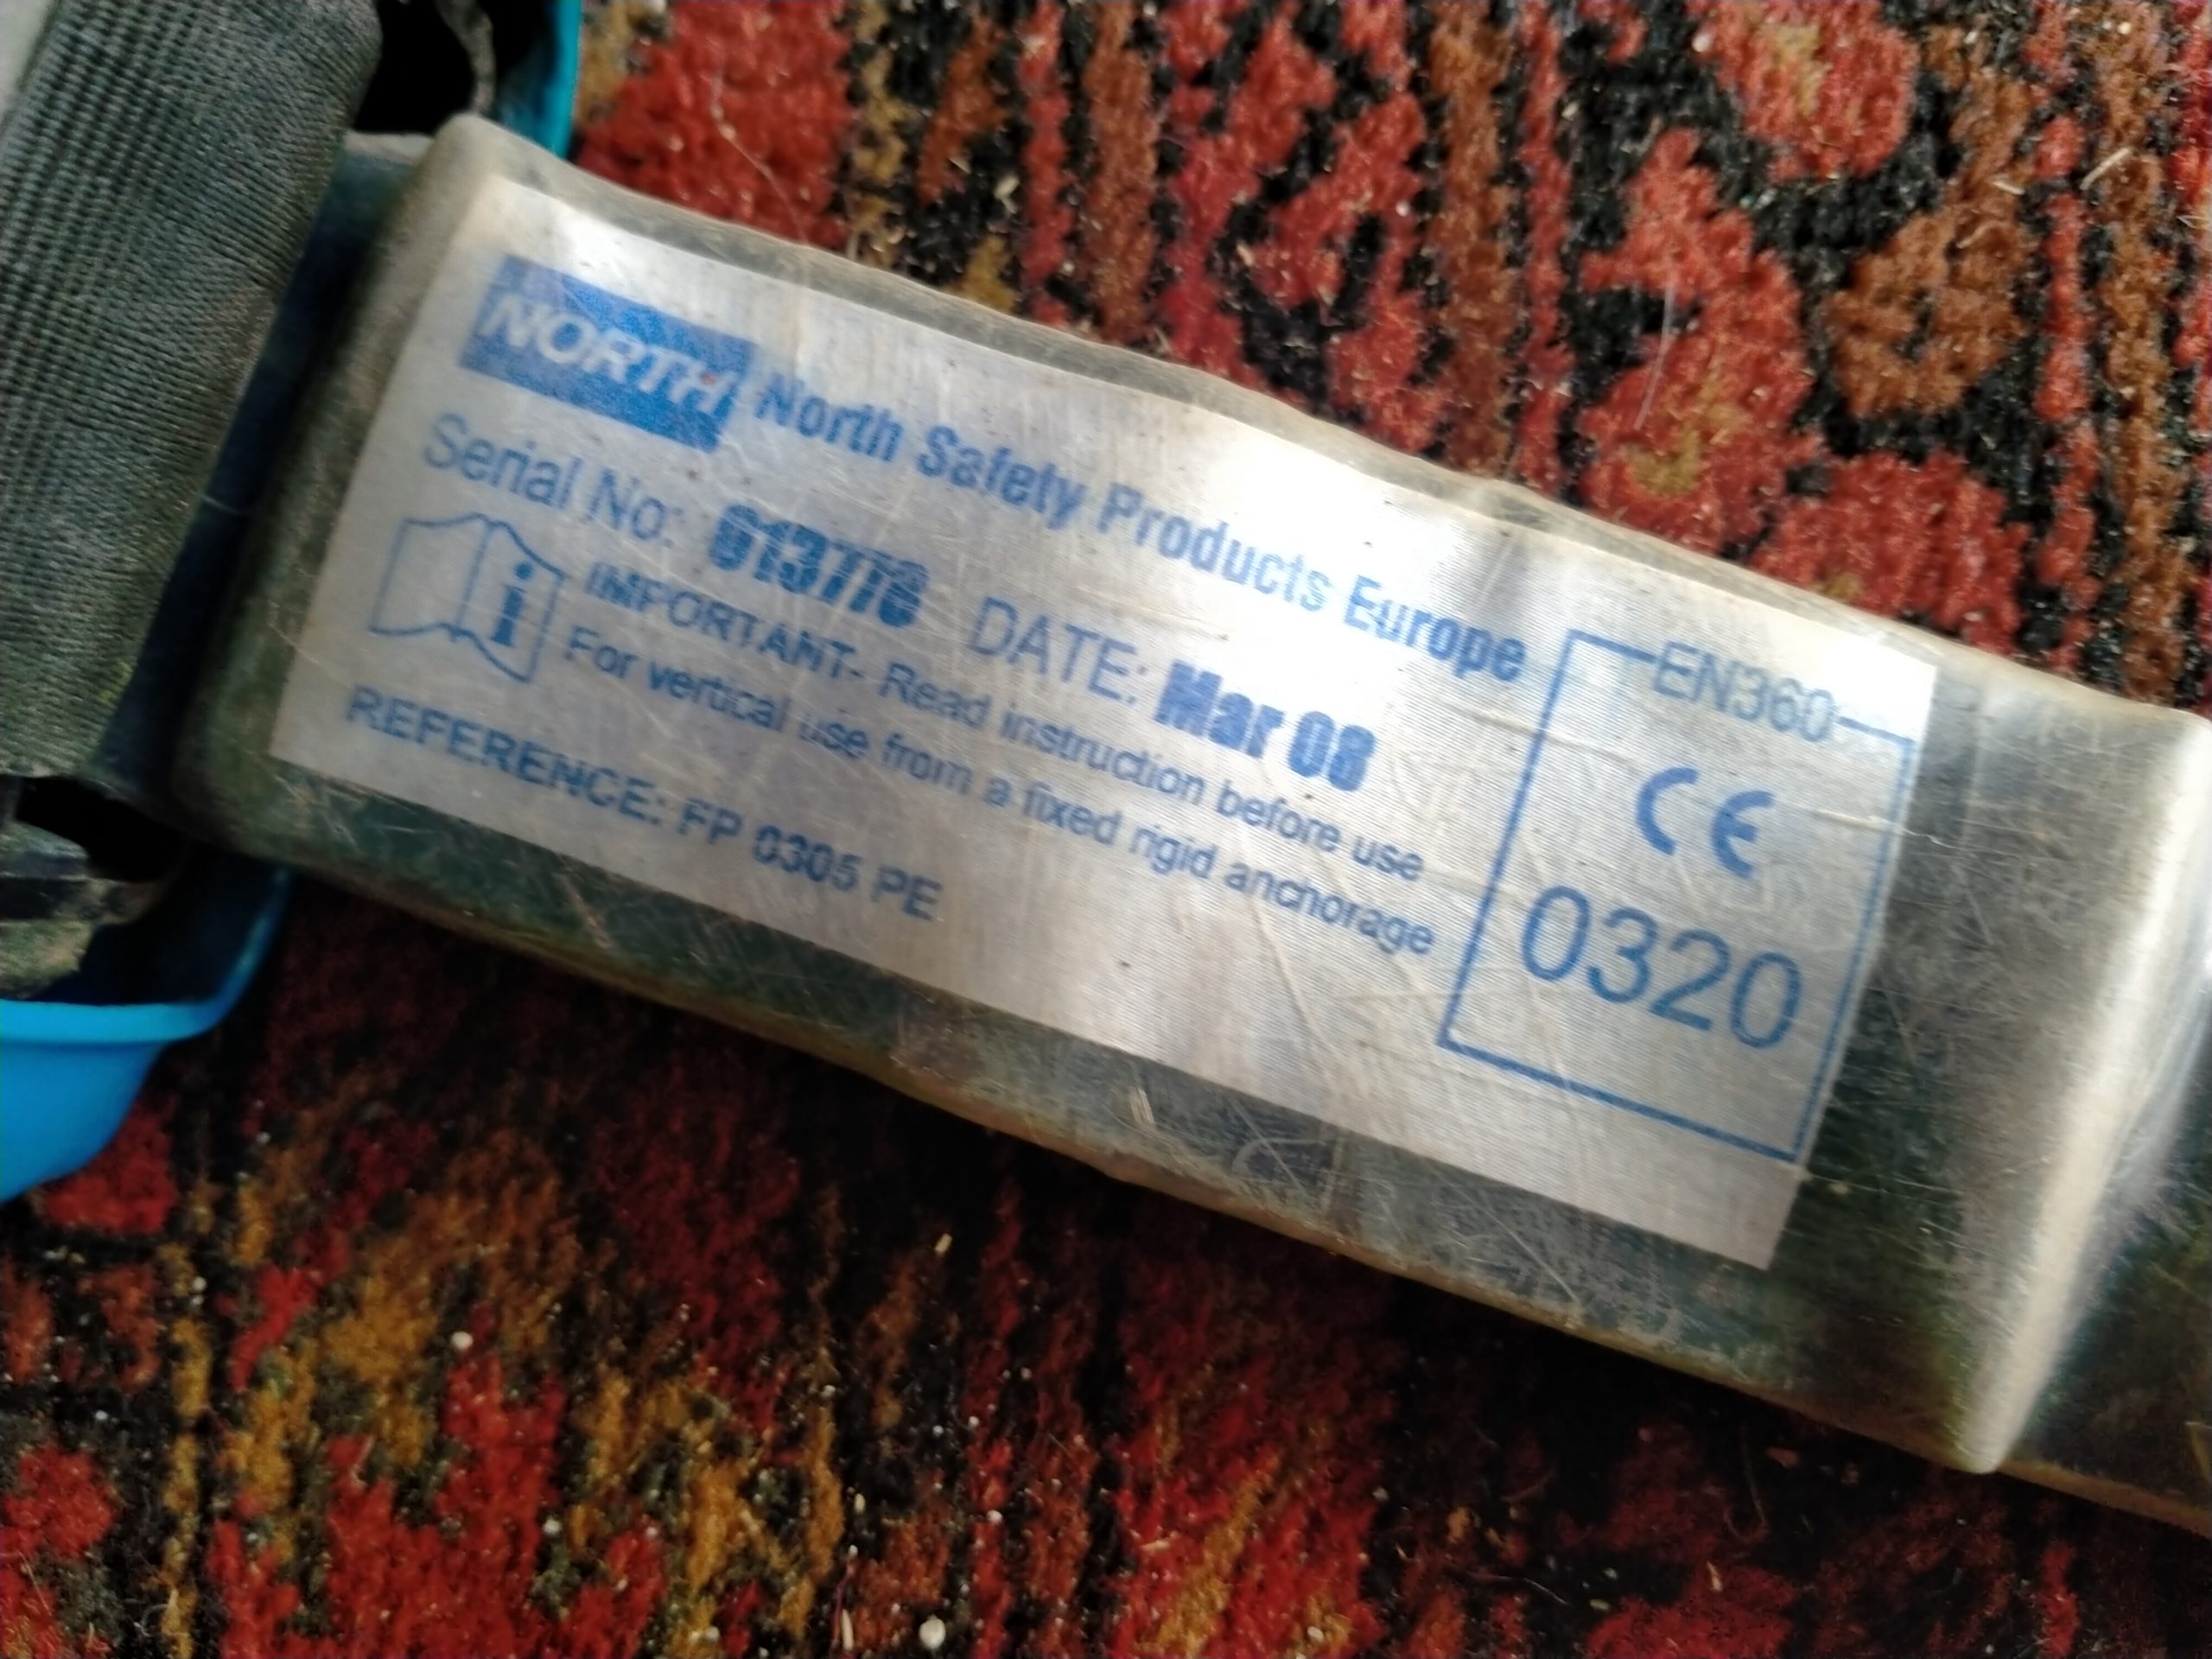 NORTH North Safety Products Europe
Serial No: 013778 DATE: Mar 08
i IMPORTANT- Read instruction before use
For vertical use from a fixed rigid anchorage
REFERENCE: FP 0305 PE
EN360
CE
0320